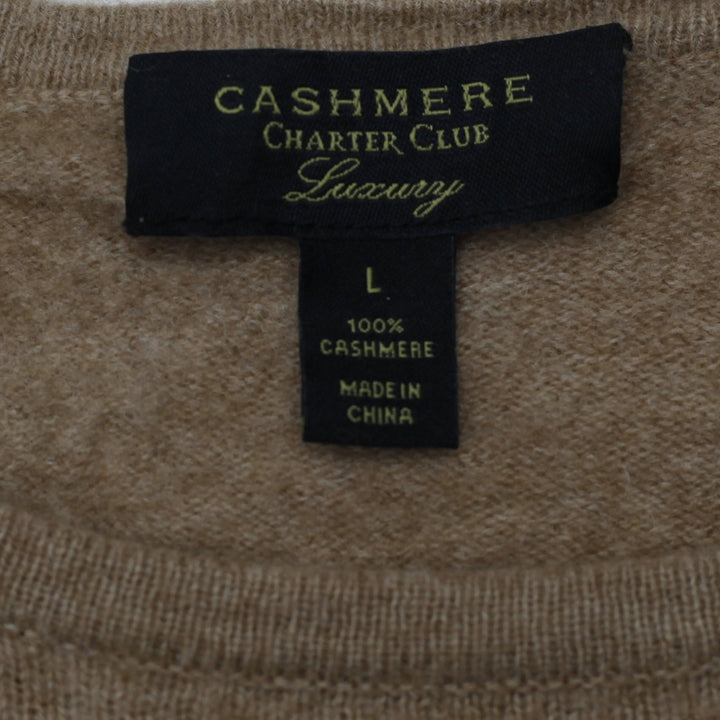 CASHMERE
CHARTER CLUB
Luxury
L
100%
CASHMERE
MADE IN
CHINA